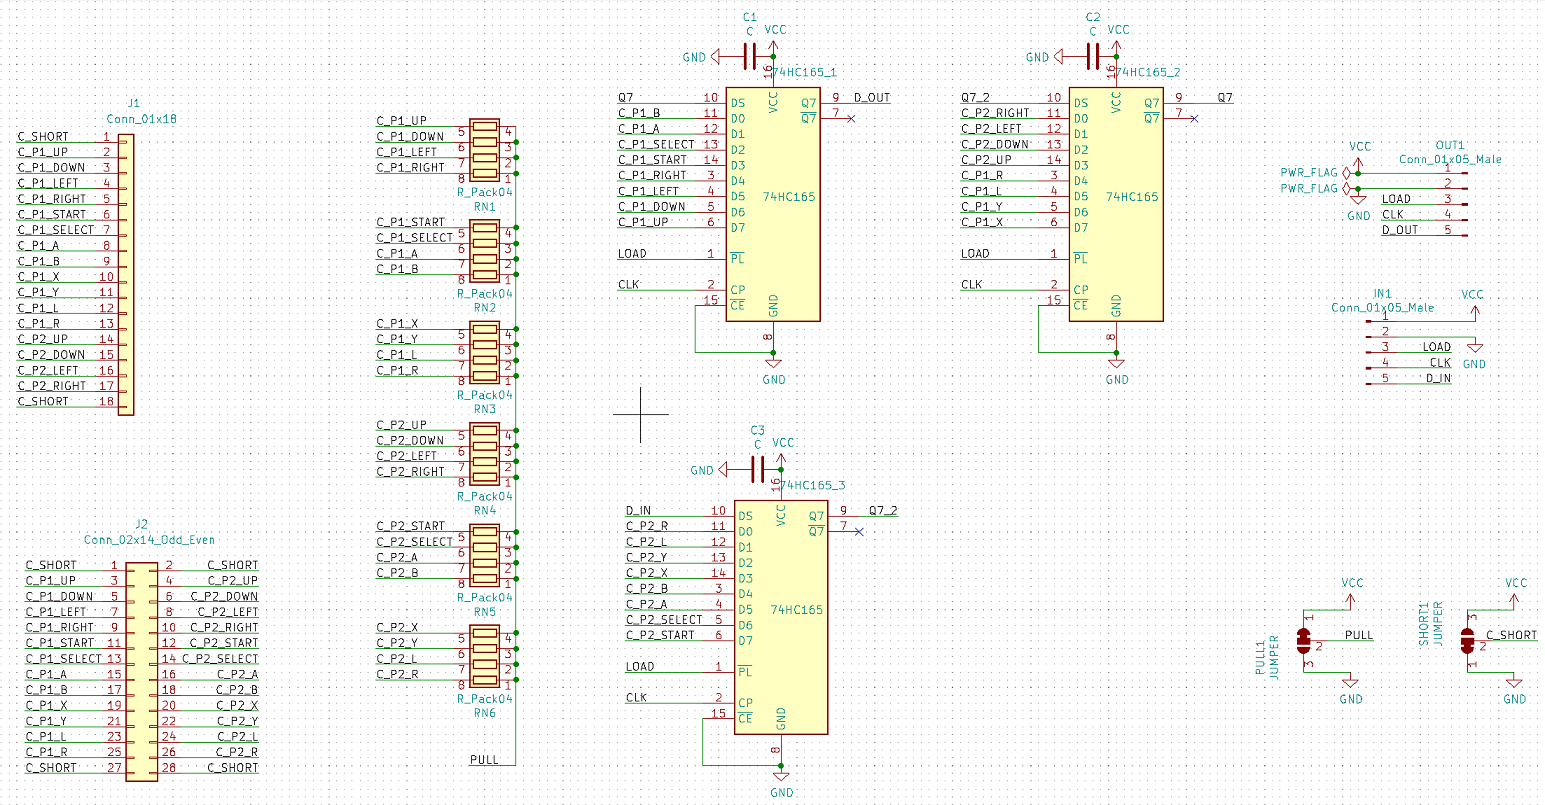 J1
Conn_01x18
C_SHORT 1
C_P1_UP 2
C_P1_DOWN 3
C_P1_LEFT 4
C_P1_RIGHT 5
C_P1_START 6
C_P1_SELECT 7
C_P1_A 8
C_P1_B 9
C_P1_X 10
C_P1_Y 11
C_P1_L 12
C_P1_R 13
C_P2_UP 14
C_P2_DOWN 15
C_P2_LEFT 16
C_P2_RIGHT 17
C_SHORT 18
J2
Conn_02x14_Odd_Even
C_SHORT 1 2 C_SHORT
C_P1_UP 3 4 C_P2_UP
C_P1_DOWN 5 6 C_P2_DOWN
C_P1_LEFT 7 8 C_P2_LEFT
C_P1_RIGHT 9 10 C_P2_RIGHT
C_P1_START 11 12 C_P2_START
C_P1_SELECT 13 14 C_P2_SELECT
C_P1_A 15 16 C_P2_A
C_P1_B 17 18 C_P2_B
C_P1_X 19 20 C_P2_X
C_P1_Y 21 22 C_P2_Y
C_P1_L 23 24 C_P2_L
C_P1_R 25 26 C_P2_R
C_SHORT 27 28 C_SHORT
C_P1_UP 5 4
C_P1_DOWN 6 3
C_P1_LEFT 7 2
C_P1_RIGHT 8 1
R_Pack04
RN1
C_P1_START 5 4
C_P1_SELECT 6 3
C_P1_A 7 2
C_P1_B 8 1
R_Pack04
RN2
C_P1_X 5 4
C_P1_Y 6 3
C_P1_L 7 2
C_P1_R 8 1
R_Pack04
RN3
C_P2_UP 5 4
C_P2_DOWN 6 3
C_P2_LEFT 7 2
C_P2_RIGHT 8 1
R_Pack04
RN4
C_P2_START 5 4
C_P2_SELECT 6 3
C_P2_A 7 2
C_P2_B 8 1
R_Pack04
RN5
C_P2_X 5 4
C_P2_Y 6 3
C_P2_L 7 2
C_P2_R 8 1
R_Pack04
RN6
PULL
C1
C VCC
GND
16 74HC165_1
VCC
Q7 10 DS Q7 9 D_OUT
C_P1_B 11 D0 Q7 7
C_P1_A 12 D1
C_P1_SELECT 13 D2
C_P1_START 14 D3
C_P1_RIGHT 3 D4
C_P1_LEFT 4 D5 74HC165
C_P1_DOWN 5 D6
C_P1_UP 6 D7
LOAD 1 PL
CLK 2 CP
15 CE GND
8
GND
C2
C VCC
GND
16 74HC165_2
VCC
Q7_2 10 DS Q7 9 Q7
C_P2_RIGHT 11 D0 Q7 7
C_P2_LEFT 12 D1
C_P2_DOWN 13 D2
C_P2_UP 14 D3
C_P1_R 3 D4
C_P1_L 4 D5 74HC165
C_P1_Y 5 D6
C_P1_X 6 D7
LOAD 1 PL
CLK 2 CP
15 CE GND
8
GND
C3
C VCC
GND
16 74HC165_3
VCC
D_IN 10 DS Q7 9 Q7_2
C_P2_R 11 D0 Q7 7
C_P2_L 12 D1
C_P2_Y 13 D2
C_P2_X 14 D3
C_P2_B 3 D4
C_P2_A 4 D5 74HC165
C_P2_SELECT 5 D6
C_P2_START 6 D7
LOAD 1 PL
CLK 2 CP
15 CE GND
8
GND
VCC OUT1
Conn_01x05_Male
PWR_FLAG 1
PWR_FLAG 2
LOAD 3
GND
CLK 4
D_OUT 5
IN1 VCC
Conn_01x05_Male
1
2
3 LOAD
4 CLK GND
5 D_IN
VCC
1
PULL1
JUMPER
2 PULL
3
GND
VCC
3
SHORT1
JUMPER
2 C_SHORT
1
GND